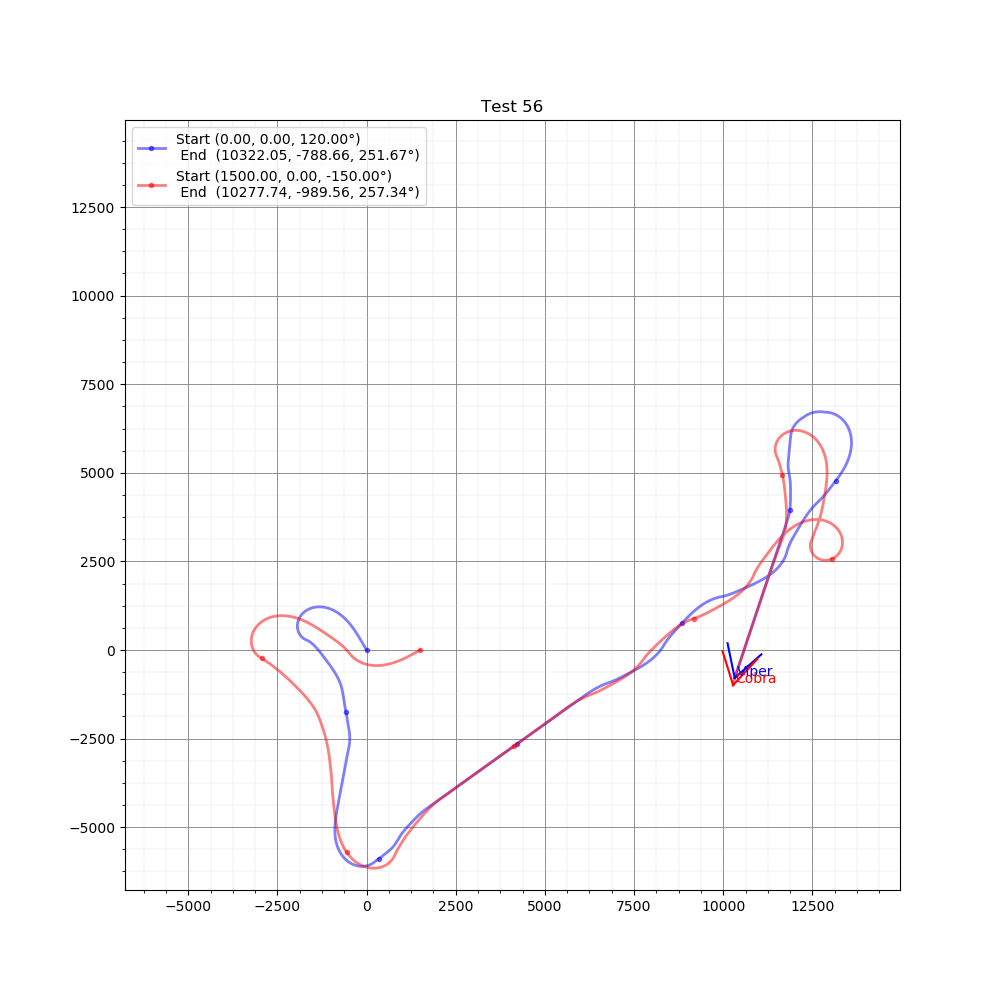 Test 56
Start (0.00, 0.00, 120.00°)
End (10322.05, -788.66, 251.67°)
Start (1500.00, 0.00, -150.00°)
End (10277.74, -989.56, 257.34°)
12500
10000
7500
5000
2500
0
−2500
−5000
Viper
Cobra
−5000 −2500 0 2500 5000 7500 10000 12500